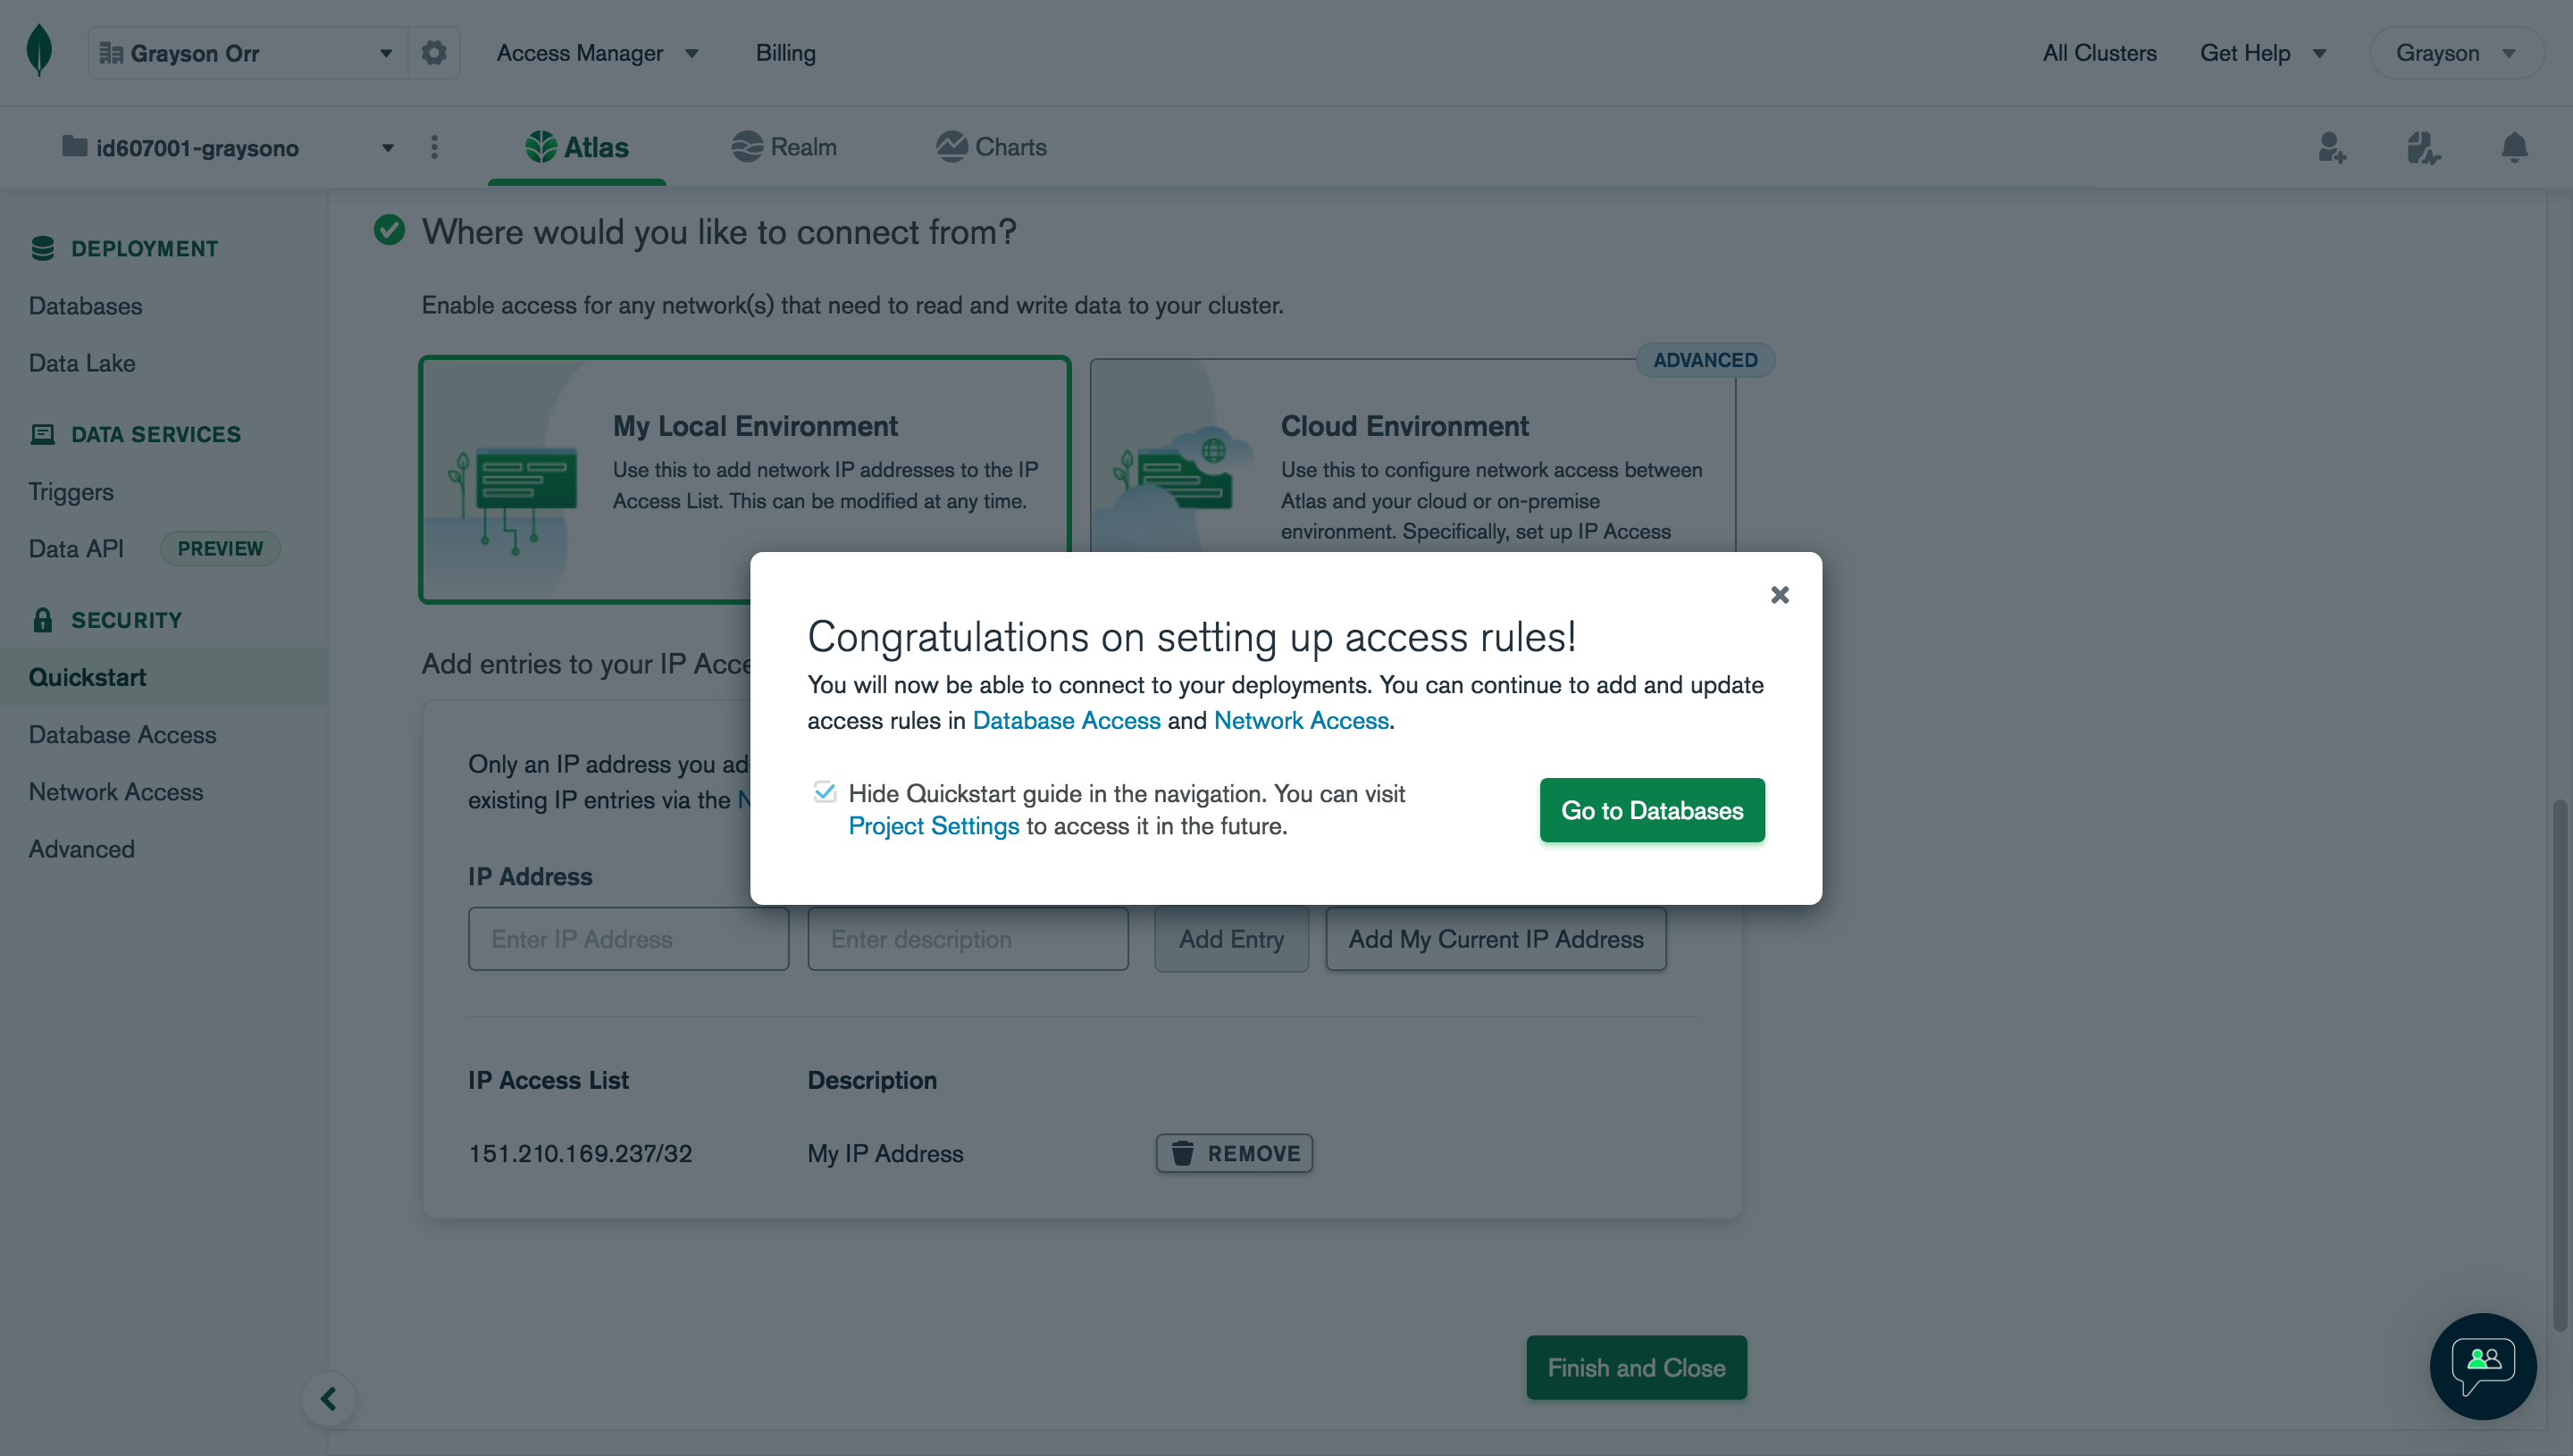 Grayson Orr
Access Manager
Billing
All Clusters
Get Help
Grayson
id607001-graysono
Atlas
Realm
Charts
DEPLOYMENT
Databases
Data Lake
DATA SERVICES
Triggers
Data API
PREVIEW
SECURITY
Quickstart
Database Access
Network Access
Advanced
Where would you like to connect from?
Enable access for any network(s) that need to read and write data to your cluster.
My Local Environment
Use this to add network IP addresses to the IP
Access List. This can be modified at any time.
ADVANCED
Cloud Environment
Use this to configure network access between
Atlas and your cloud or on-premise
environment. Specifically, set up IP Access
Add entries to your IP Acce
Only an IP address you ad
existing IP entries via the N
Congratulations on setting up access rules!
You will now be able to connect to your deployments. You can continue to add and update
access rules in Database Access and Network Access.
Hide Quickstart guide in the navigation. You can visit
Project Settings to access it in the future.
Go to Databases
IP Address
Enter IP Address
Enter description
Add Entry
Add My Current IP Address
IP Access List
Description
151.210.169.237/32
My IP Address
REMOVE
Finish and Close